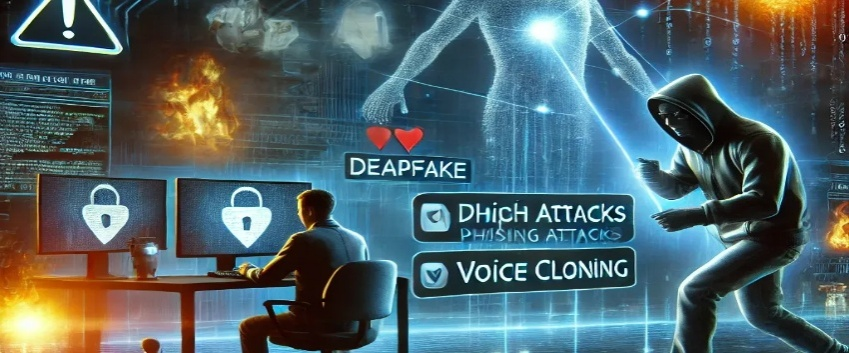 DEAPFAKE
DHICH ATTACKS
PHISING ATTACKS
VOICE CLONING